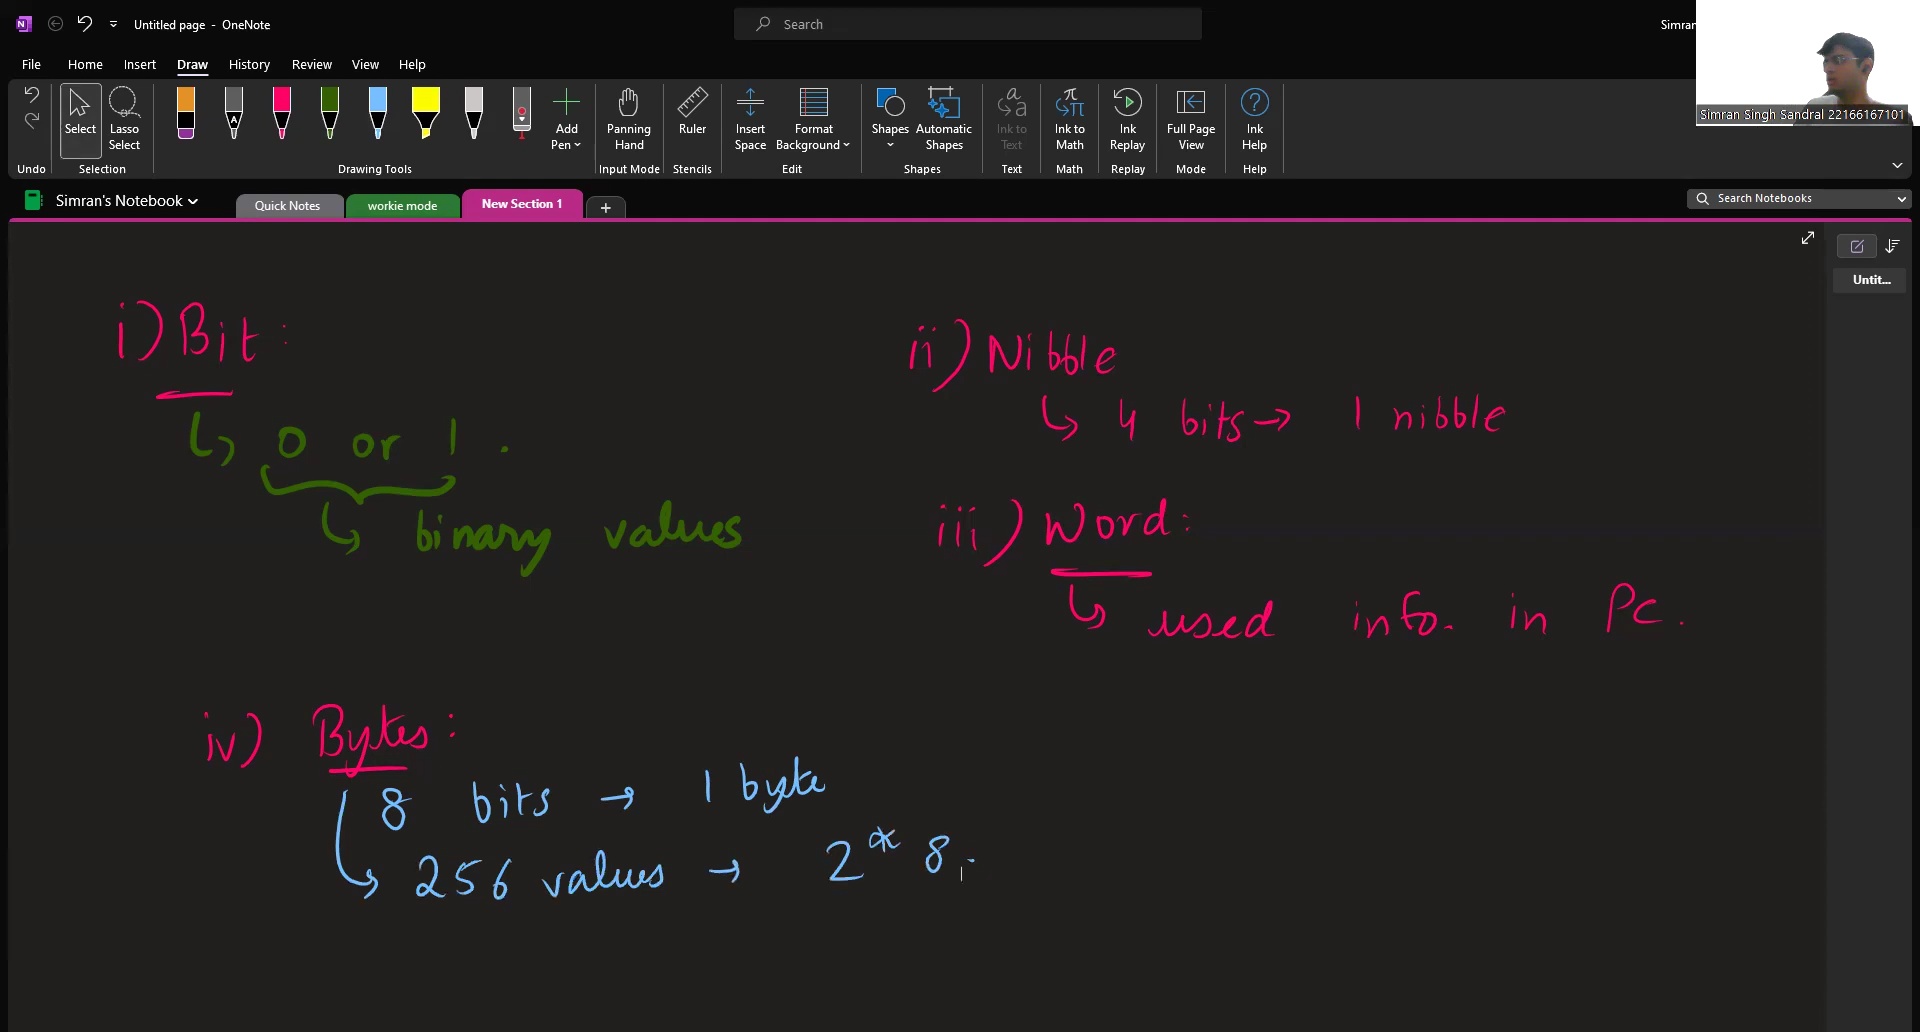 Untitled page - OneNote
Search
Simran
File Home Insert Draw History Review View Help
Select
Lasso Select
Add Pen
Panning Hand
Ruler
Insert Space
Format Background
Shapes
Automatic Shapes
Ink to Text
Ink to Math
Ink Replay
Full Page View
Ink Help
Undo Selection Drawing Tools Input Mode Stencils Edit Shapes Text Math Replay Mode Help
Simran Singh Sandral 22166167101
Simran's Notebook
Quick Notes
workie mode
New Section 1
Search Notebooks
Untit...
i) Bit:
0 or 1.
binary values
ii) Nibble
4 bits → 1 nibble
iii) Word:
used info. in PC.
iv) Bytes:
8 bits → 1 byte
256 values → 2 * 8